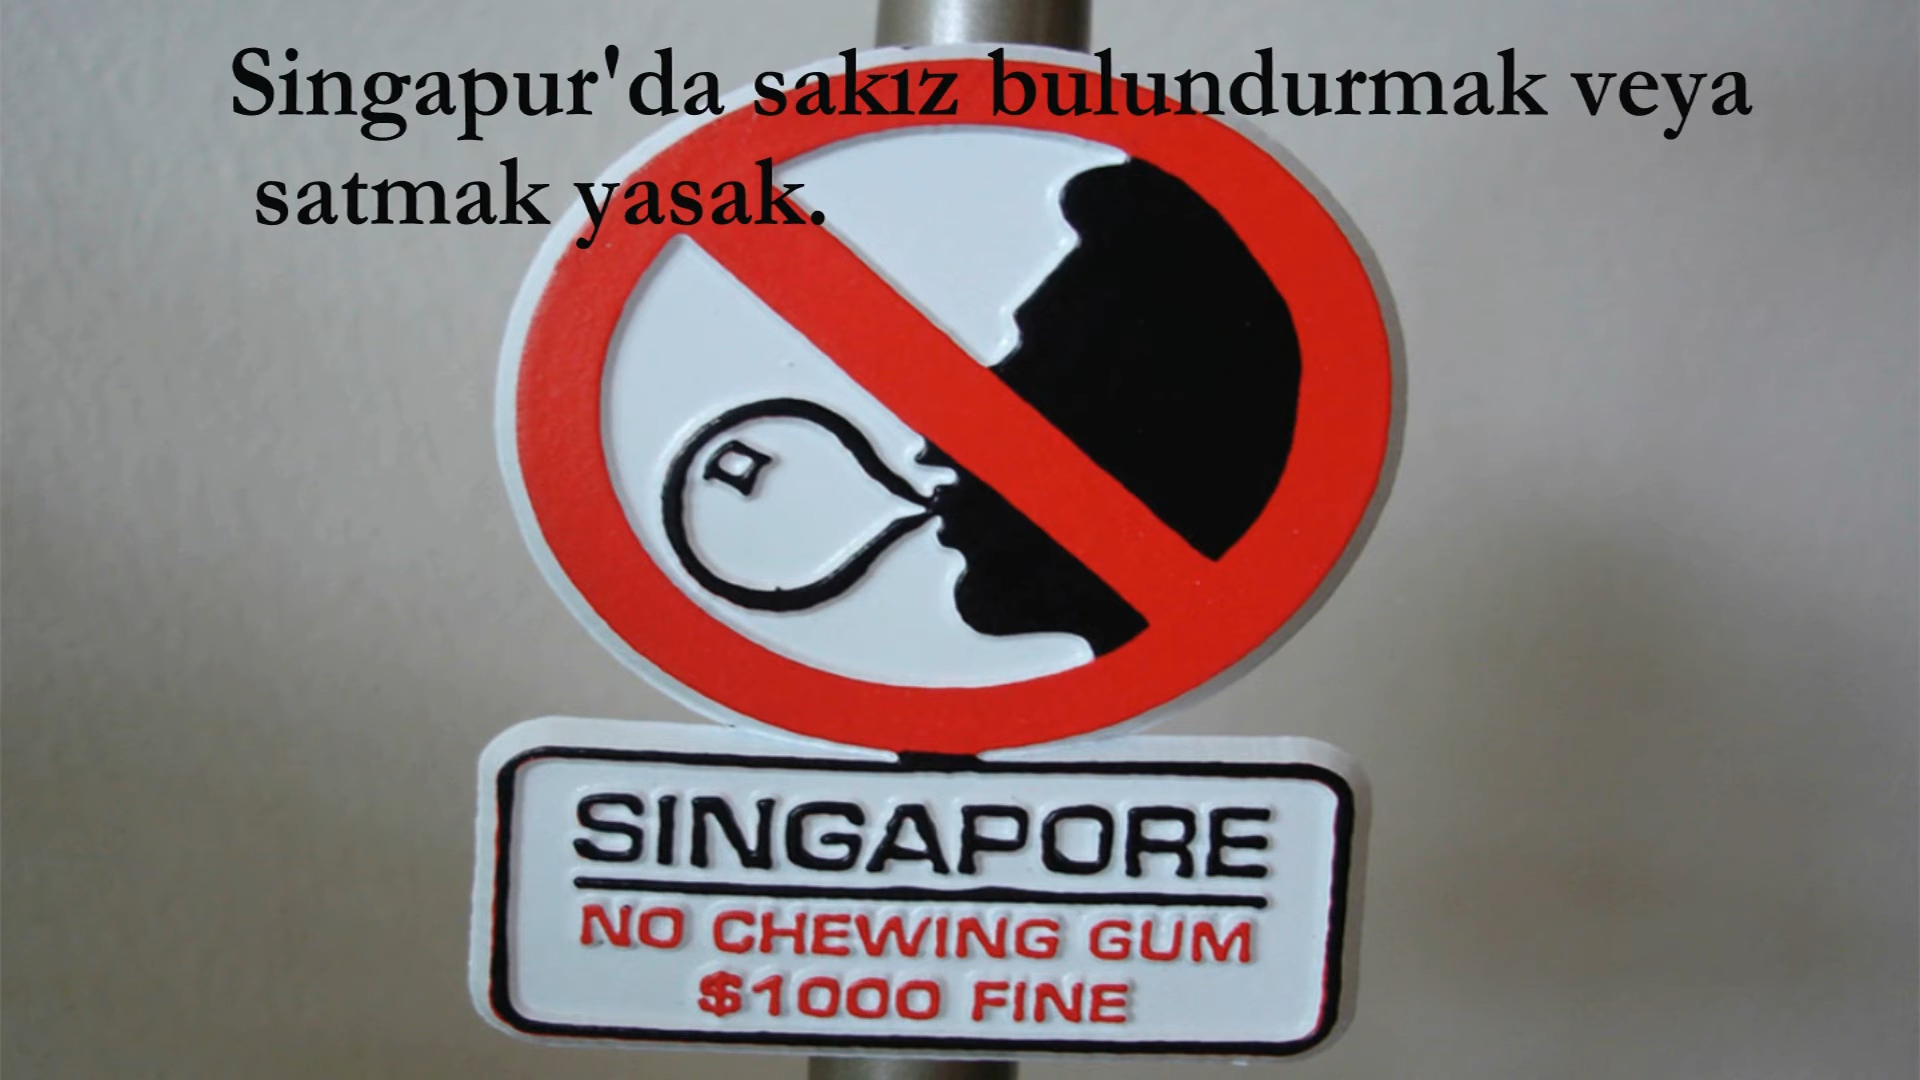 Singapur'da sakız bulundurmak veya
satmak yasak.
SINGAPORE
NO CHEWING GUM
$1000 FINE